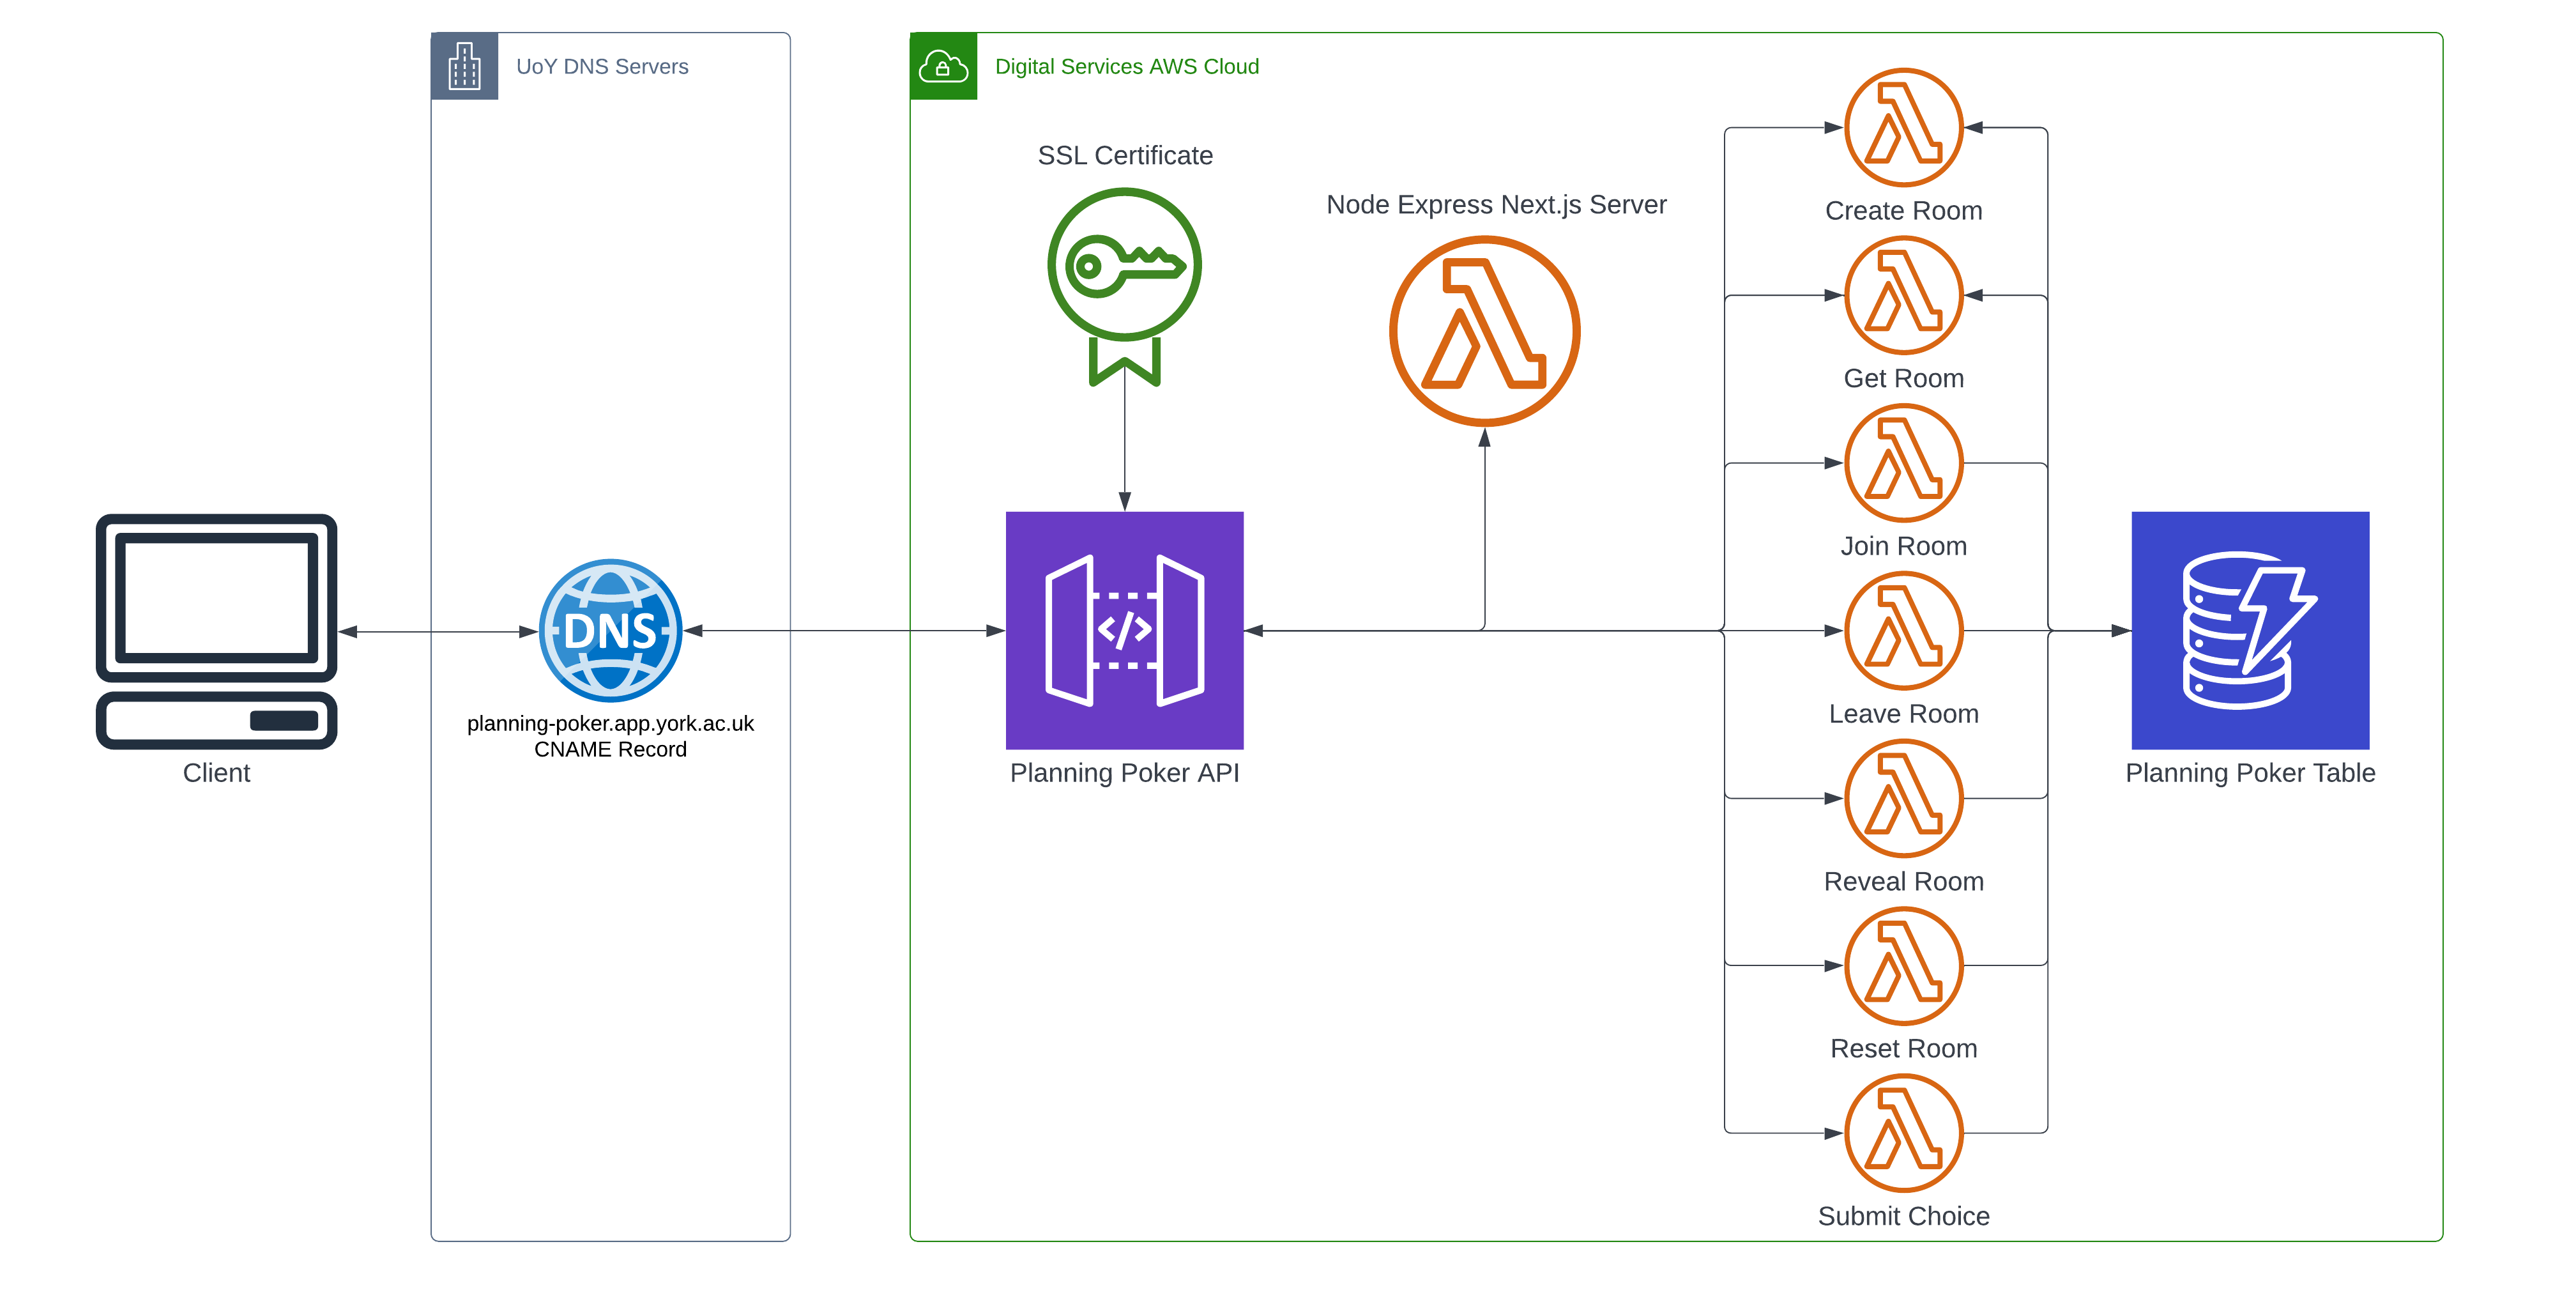 UoY DNS Servers
Digital Services AWS Cloud
SSL Certificate
Node Express Next.js Server
Create Room
Get Room
Join Room
Leave Room
Reveal Room
Reset Room
Submit Choice
DNS
planning-poker.app.york.ac.uk
CNAME Record
Client
Planning Poker API
Planning Poker Table